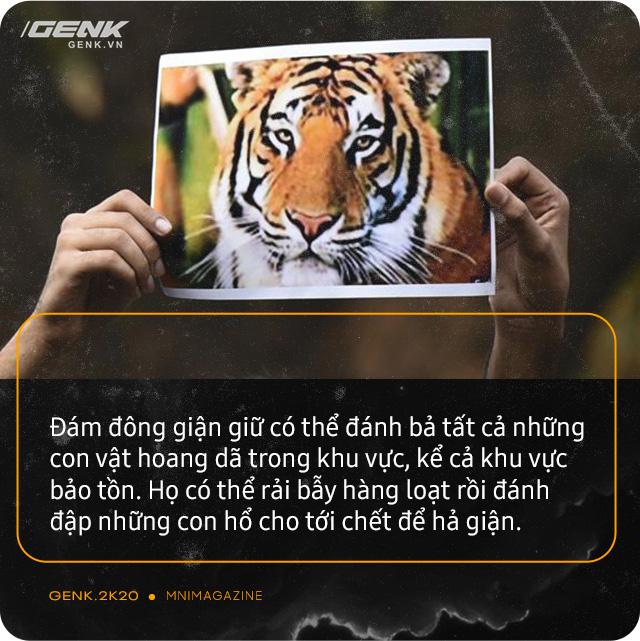 GENK
GENK.VN
Đám đông giận giữ có thể đánh bả tất cả những
con vật hoang dã trong khu vực, kể cả khu vực
bảo tồn. Họ có thể rải bẫy hàng loạt rồi đánh
đập những con hổ cho tới chết để hả giận.
GENK.2K20 • MNIMAGAZINE